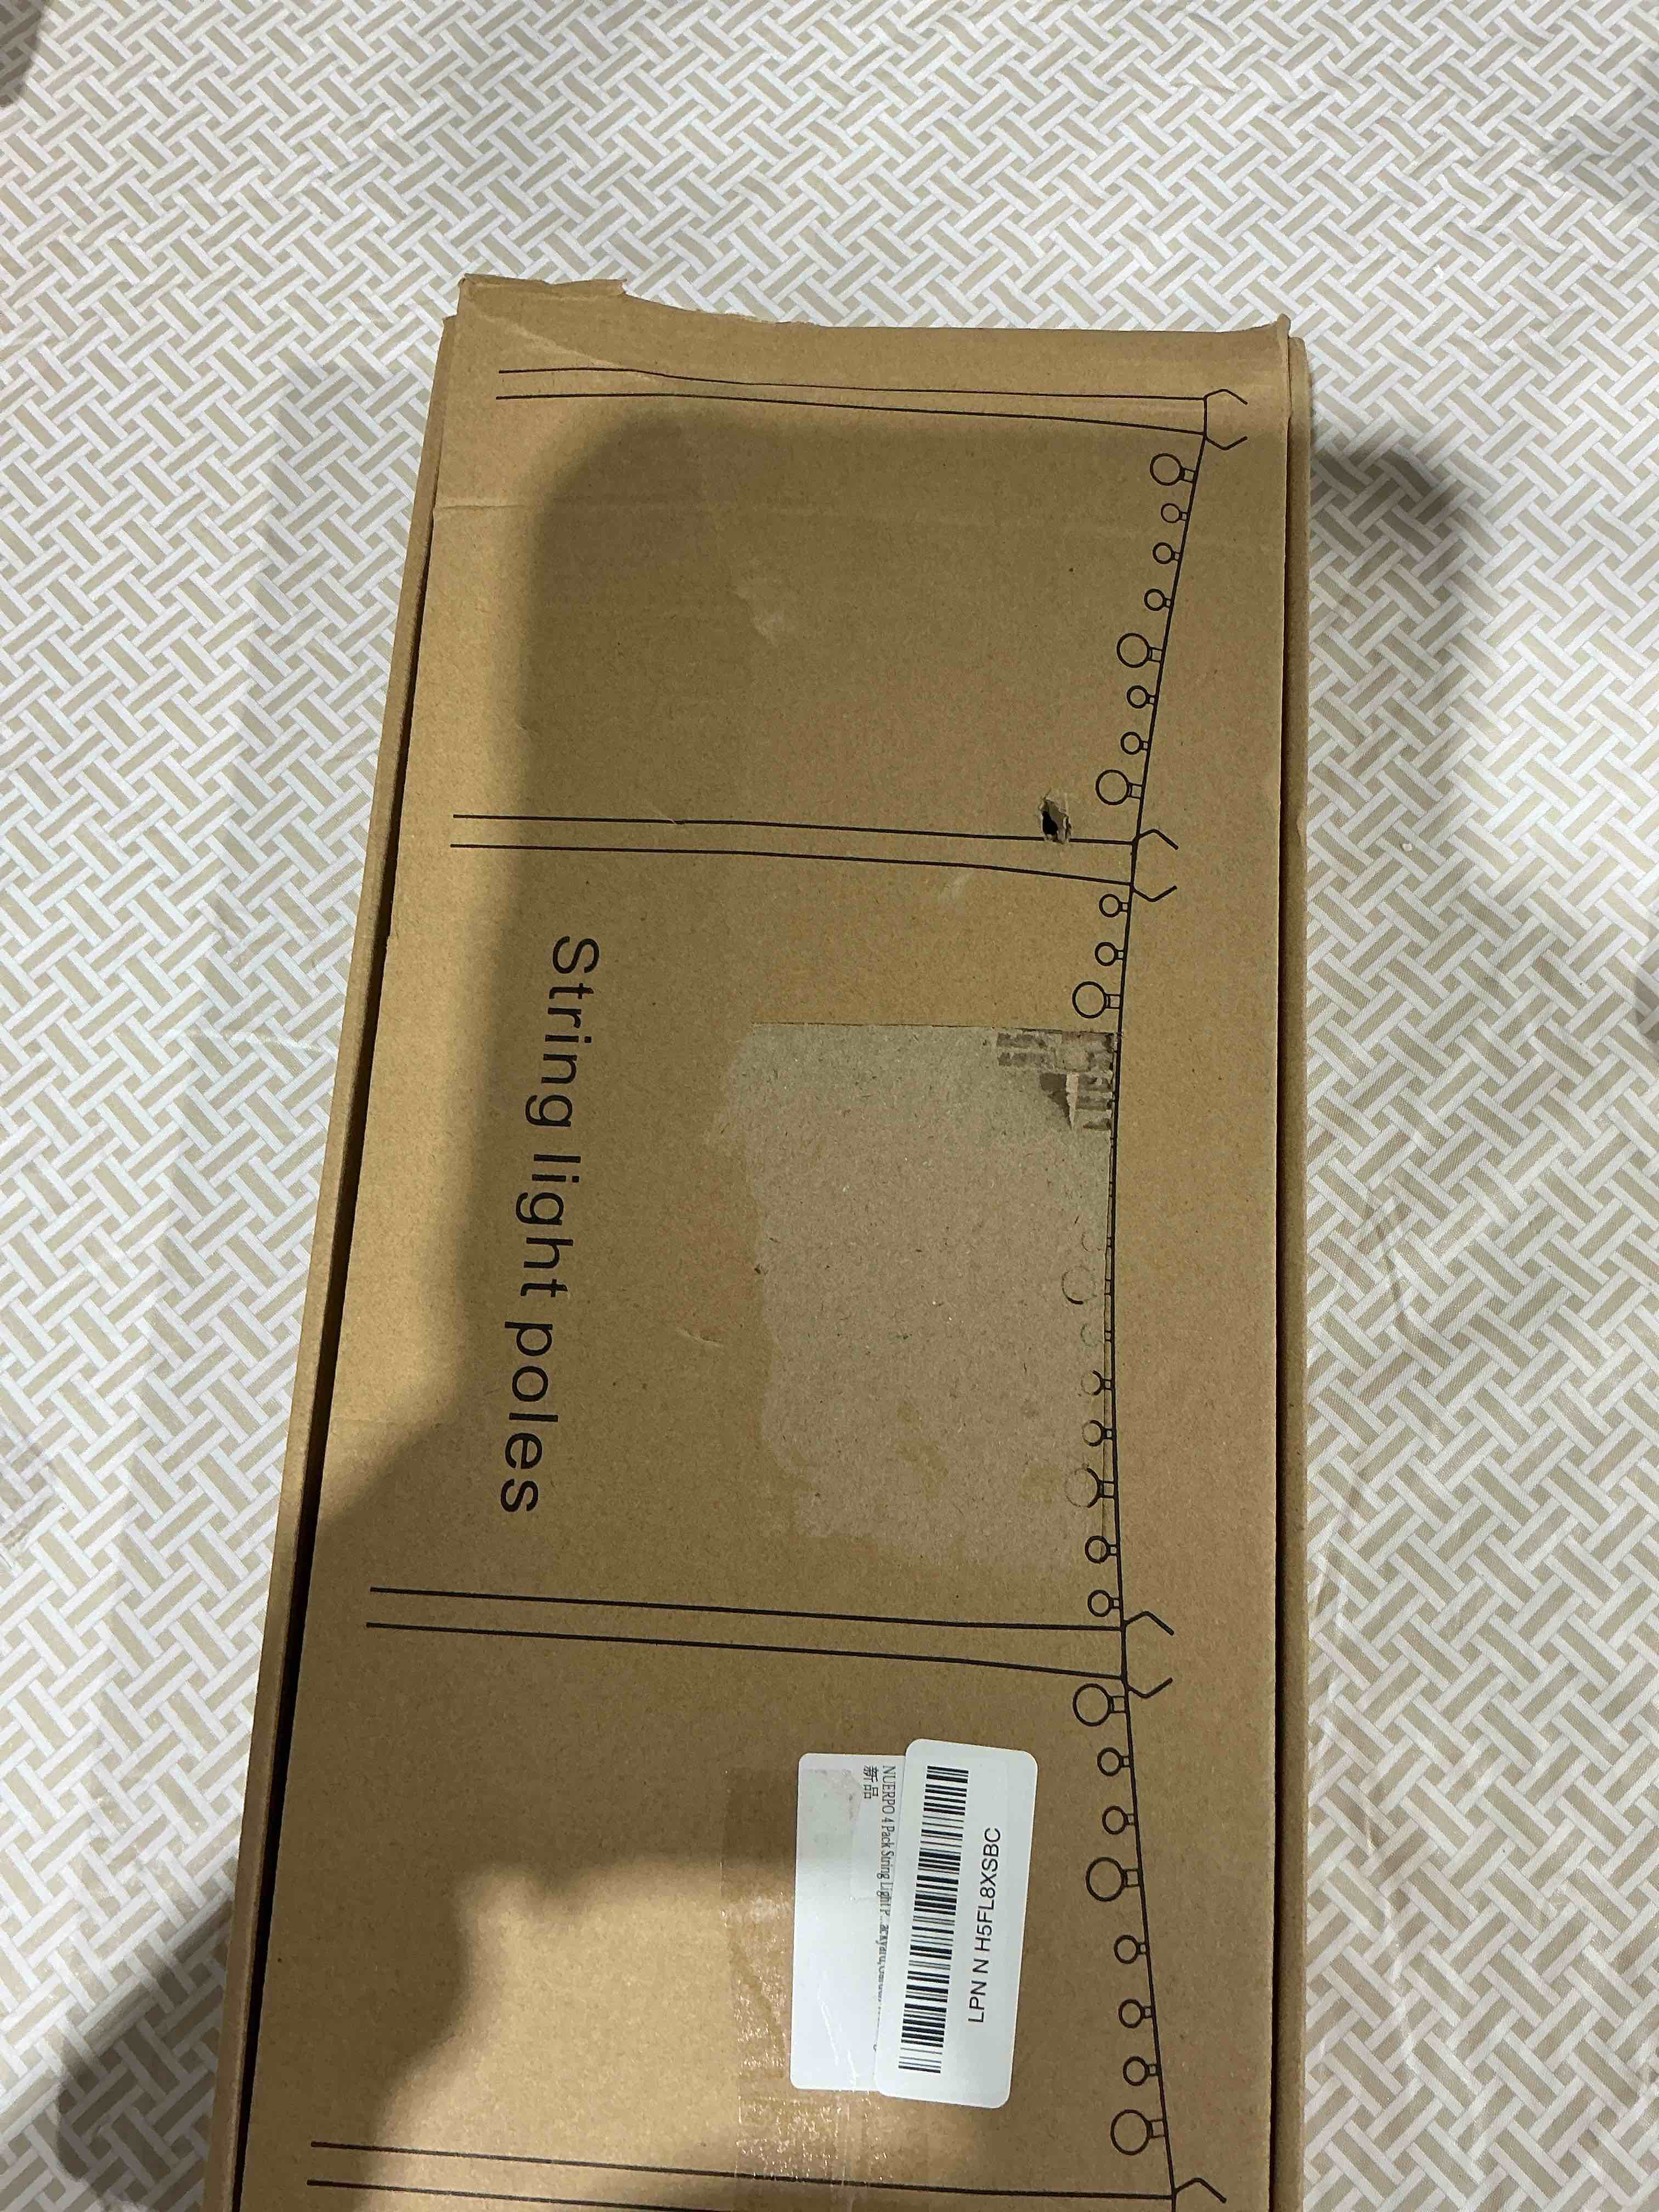 String light poles
NUERPO 4 Pack String Light P
新品
LPN N H5FL8XSBC